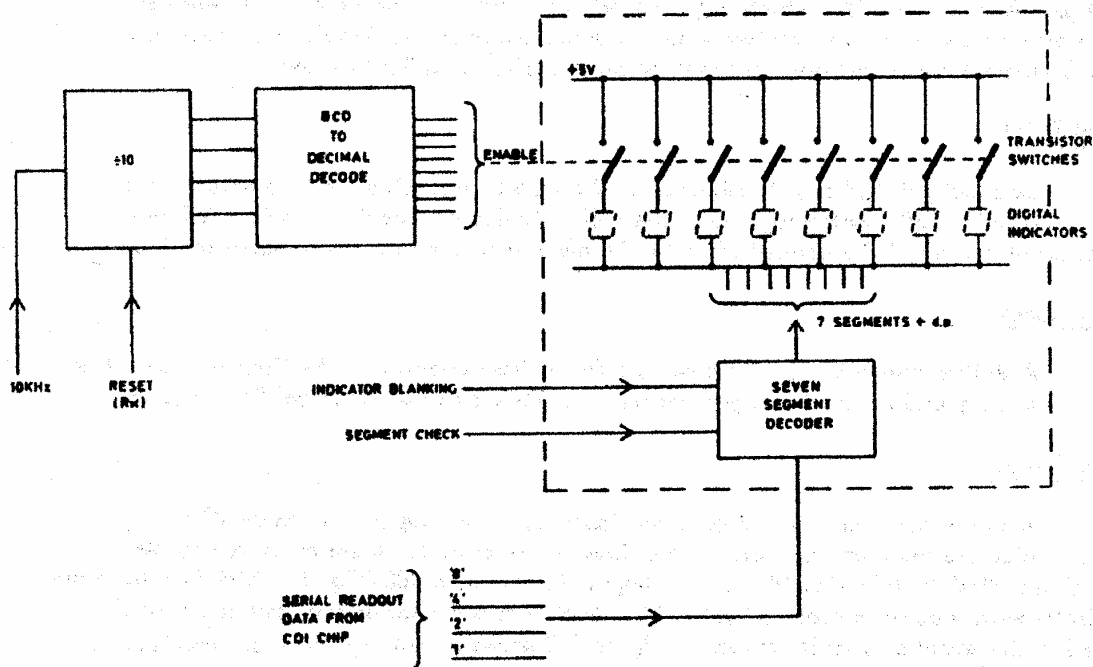 +5V
÷10
BCD
TO
DECIMAL
DECODE
ENABLE
TRANSISTOR
SWITCHES
DIGITAL
INDICATORS
7 SEGMENTS + d.p.
10KHz
RESET
(Rx)
INDICATOR BLANKING
SEGMENT CHECK
SEVEN
SEGMENT
DECODER
SERIAL READOUT
DATA FROM
CDI CHIP
'8'
'4'
'2'
'1'